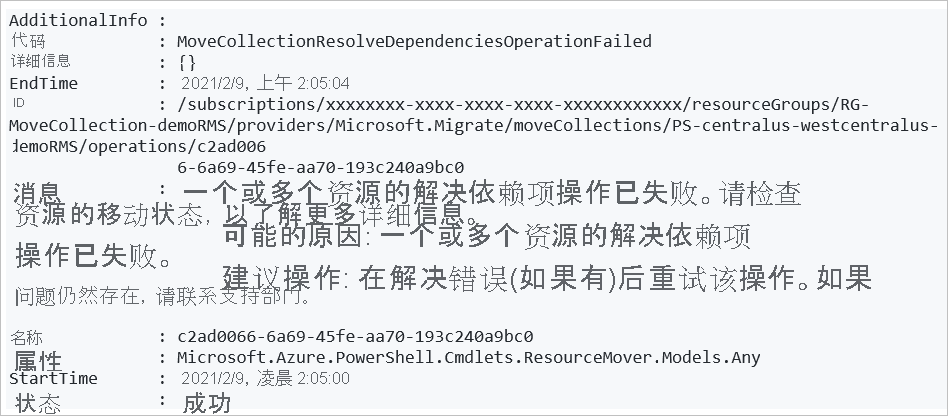 AdditionalInfo :
代码 : MoveCollectionResolveDependenciesOperationFailed
详细信息 : {}
EndTime : 2021/2/9, 上午 2:05:04
ID : /subscriptions/xxxxxxxx-xxxx-xxxx-xxxx-xxxxxxxxxxxx/resourceGroups/RG-
MoveCollection-demoRMS/providers/Microsoft.Migrate/moveCollections/PS-centralus-westcentralus-
demoRMS/operations/c2ad006
6-6a69-45fe-aa70-193c240a9bc0
消息 : 一个或多个资源的解决依赖项操作已失败。请检查
资源的移动状态, 以了解更多详细信息。
可能的原因: 一个或多个资源的解决依赖项
操作已失败。
建议操作: 在解决错误(如果有)后重试该操作。如果
问题仍然存在, 请联系支持部门。
名称 : c2ad0066-6a69-45fe-aa70-193c240a9bc0
属性 : Microsoft.Azure.PowerShell.Cmdlets.ResourceMover.Models.Any
StartTime : 2021/2/9, 凌晨 2:05:00
状态 : 成功